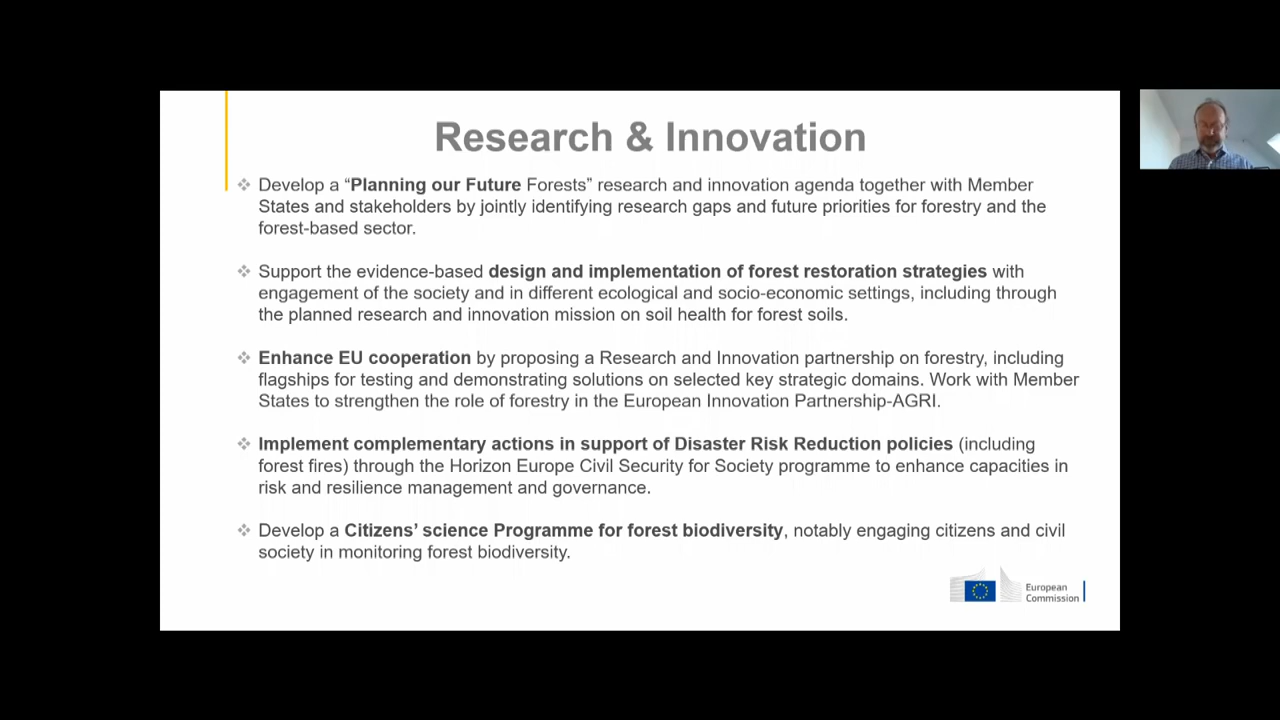 Research & Innovation
❖ Develop a “Planning our Future Forests” research and innovation agenda together with Member
States and stakeholders by jointly identifying research gaps and future priorities for forestry and the
forest-based sector.
❖ Support the evidence-based design and implementation of forest restoration strategies with
engagement of the society and in different ecological and socio-economic settings, including through
the planned research and innovation mission on soil health for forest soils.
❖ Enhance EU cooperation by proposing a Research and Innovation partnership on forestry, including
flagships for testing and demonstrating solutions on selected key strategic domains. Work with Member
States to strengthen the role of forestry in the European Innovation Partnership-AGRI.
❖ Implement complementary actions in support of Disaster Risk Reduction policies (including
forest fires) through the Horizon Europe Civil Security for Society programme to enhance capacities in
risk and resilience management and governance.
❖ Develop a Citizens’ science Programme for forest biodiversity, notably engaging citizens and civil
society in monitoring forest biodiversity.
European
Commission